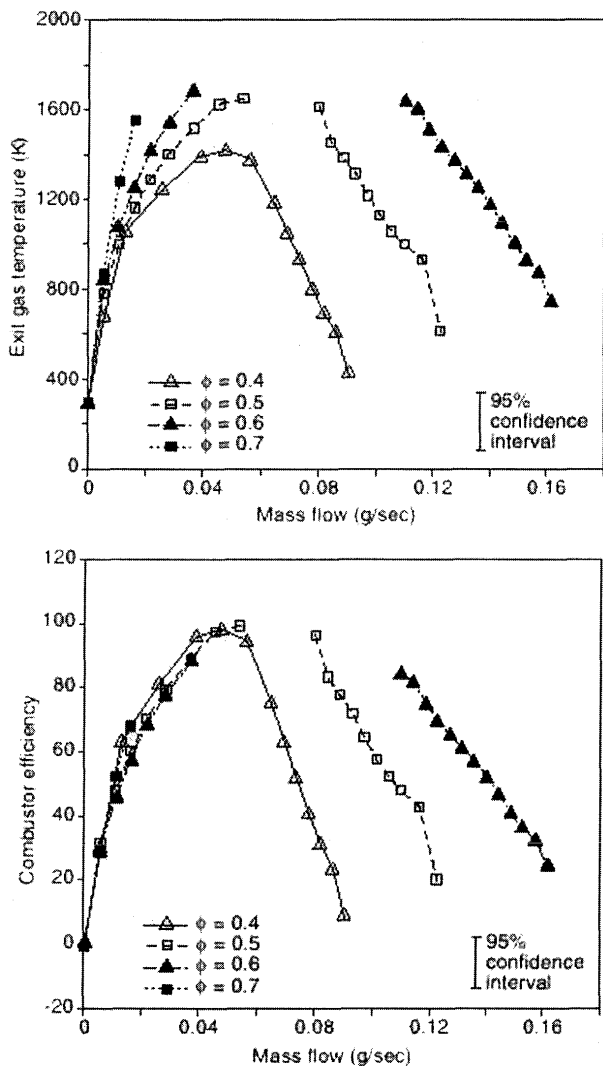 2000
1600
1200
800
400
0
Exit gas temperature (K)
ϕ = 0.4
ϕ = 0.5
ϕ = 0.6
ϕ = 0.7
95%
confidence
interval
0 0.04 0.08 0.12 0.16
Mass flow (g/sec)
120
100
80
60
40
20
0
-20
Combustor efficiency
ϕ = 0.4
ϕ = 0.5
ϕ = 0.6
ϕ = 0.7
95%
confidence
interval
0 0.04 0.08 0.12 0.16
Mass flow (g/sec)